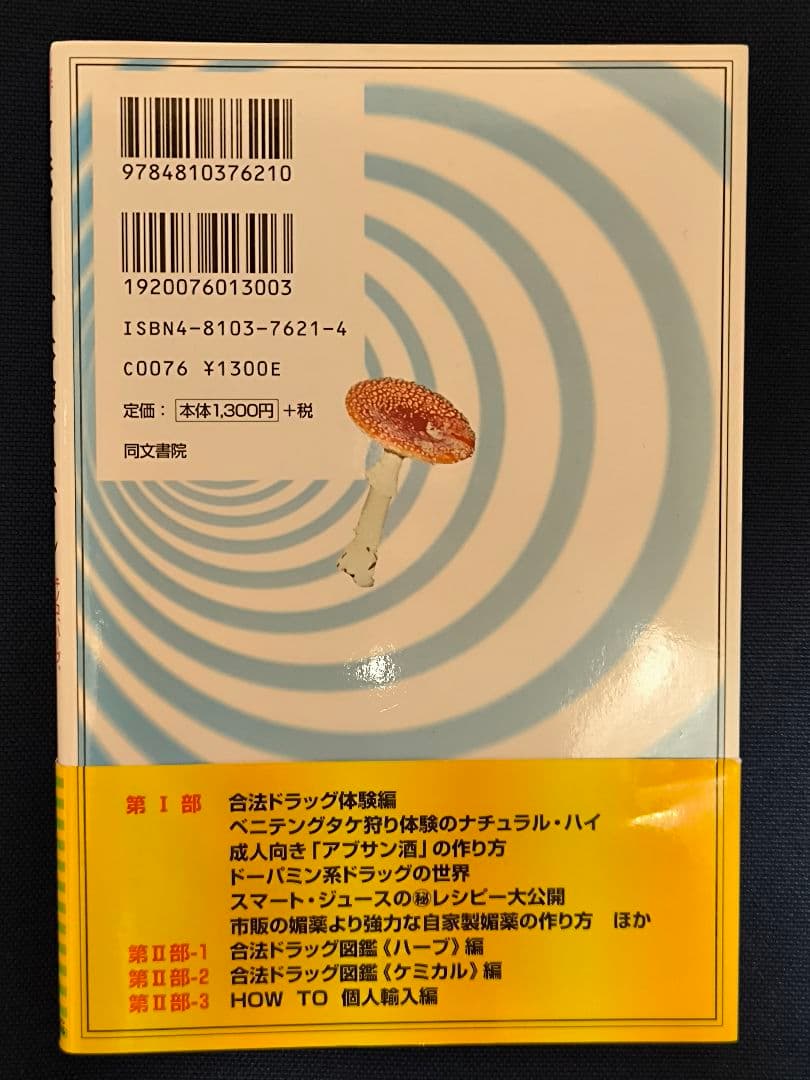 9784810376210
1920076013003
ISBN4-8103-7621-4
C0076 ¥1300E
定価：本体1,300円+税
同文書院
第Ⅰ部 合法ドラッグ体験編
ベニテングタケ狩り体験のナチュラル・ハイ
成人向き「アブサン酒」の作り方
ドーパミン系ドラッグの世界
スマート・ジュースの㊙レシピー大公開
市販の媚薬より強力な自家製媚薬の作り方 ほか
第Ⅱ部-1 合法ドラッグ図鑑《ハーブ》編
第Ⅱ部-2 合法ドラッグ図鑑《ケミカル》編
第Ⅱ部-3 HOW TO 個人輸入編